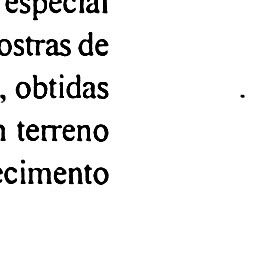 especial
ostras de
, obtidas
n terreno
ecimento